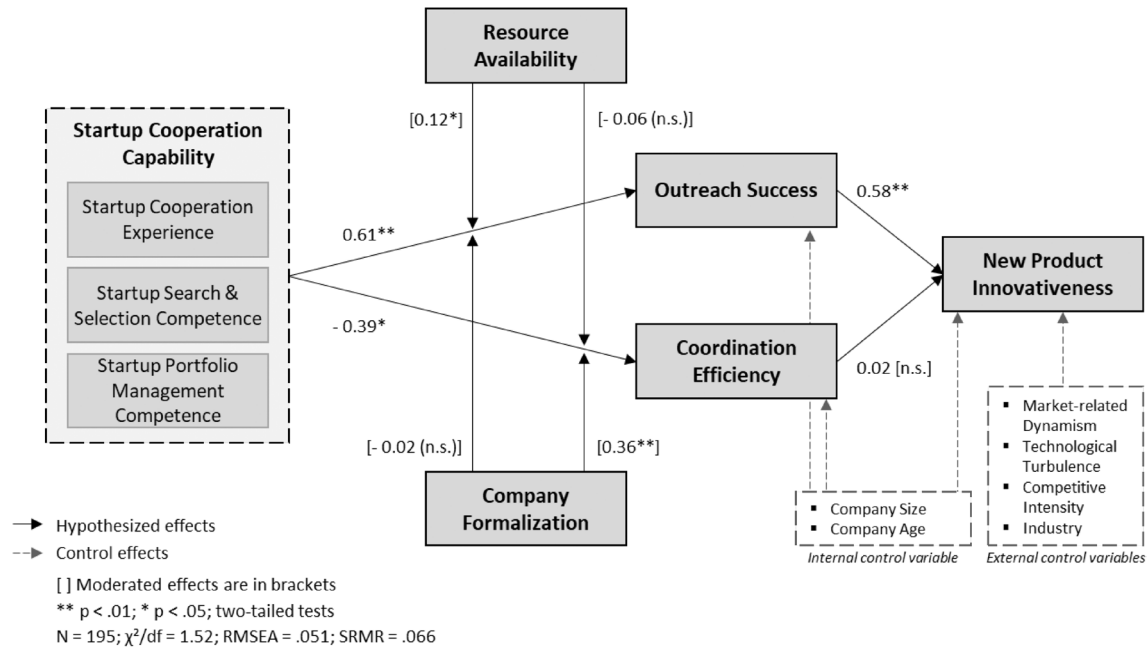 Resource
Availability
[0.12*]
[- 0.06 (n.s.)]
Startup Cooperation
Capability
Startup Cooperation
Experience
Startup Search &
Selection Competence
Startup Portfolio
Management
Competence
0.61**
- 0.39*
Outreach Success
0.58**
New Product
Innovativeness
Coordination
Efficiency
0.02 [n.s.]
[- 0.02 (n.s.)]
[0.36**]
Company
Formalization
▪ Company Size
▪ Company Age
Internal control variable
▪ Market-related
Dynamism
▪ Technological
Turbulence
▪ Competitive
Intensity
▪ Industry
External control variables
Hypothesized effects
Control effects
[ ] Moderated effects are in brackets
** p < .01; * p < .05; two-tailed tests
N = 195; χ²/df = 1.52; RMSEA = .051; SRMR = .066